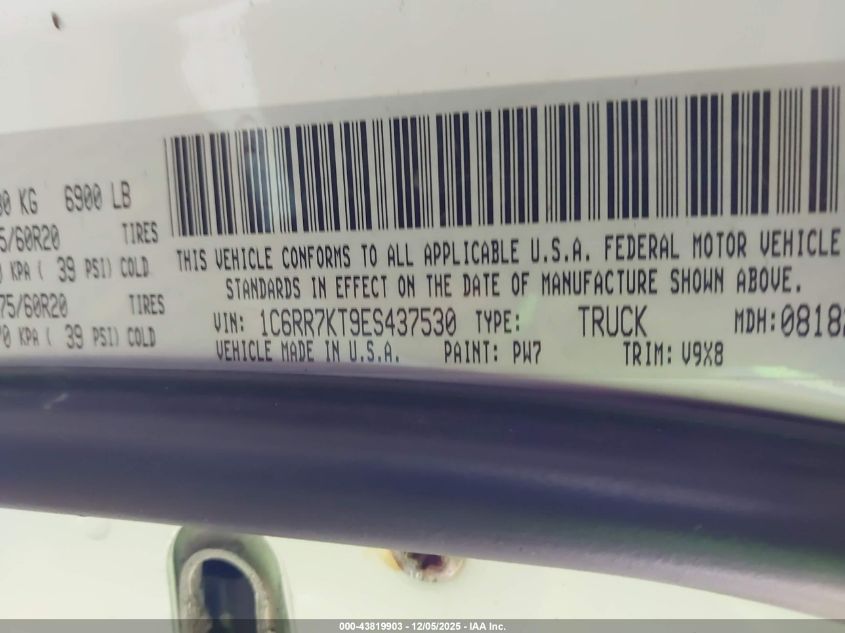 6900 LB
/60R20 TIRES
KPA ( 39 PSI) COLD
75/60R20 TIRES
KPA ( 39 PSI) COLD
THIS VEHICLE CONFORMS TO ALL APPLICABLE U.S.A. FEDERAL MOTOR VEHICLE
STANDARDS IN EFFECT ON THE DATE OF MANUFACTURE SHOWN ABOVE.
VIN: 1C6RR7KT9ES437530 TYPE: TRUCK MDH:0818
VEHICLE MADE IN U.S.A. PAINT: PW7 TRIM: V9X8
000-43819903 - 12/05/2025 - IAA Inc.